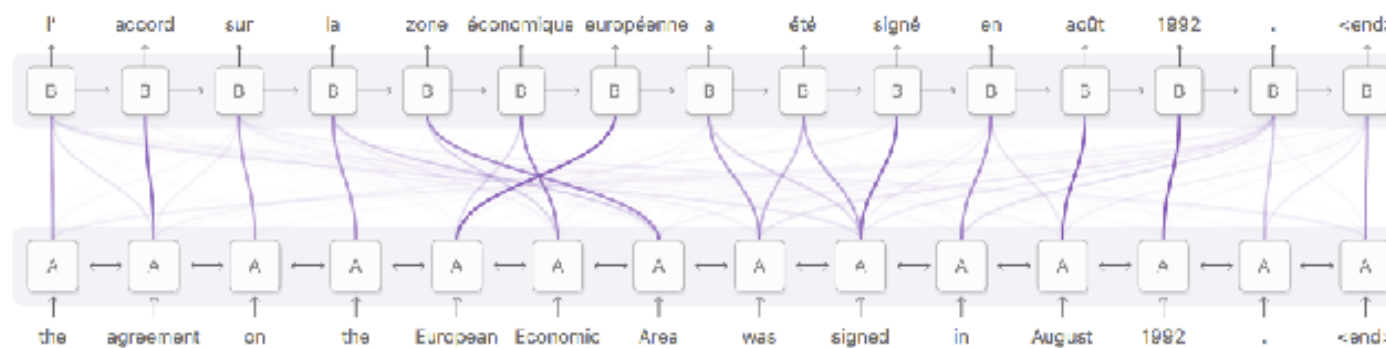 l' accord sur la zone économique européenne a été signé en août 1992 . <end>
B B B B B B B B B B B B B B B
A A A A A A A A A A A A A A
the agreement on the European Economic Area was signed in August 1992 . <end>